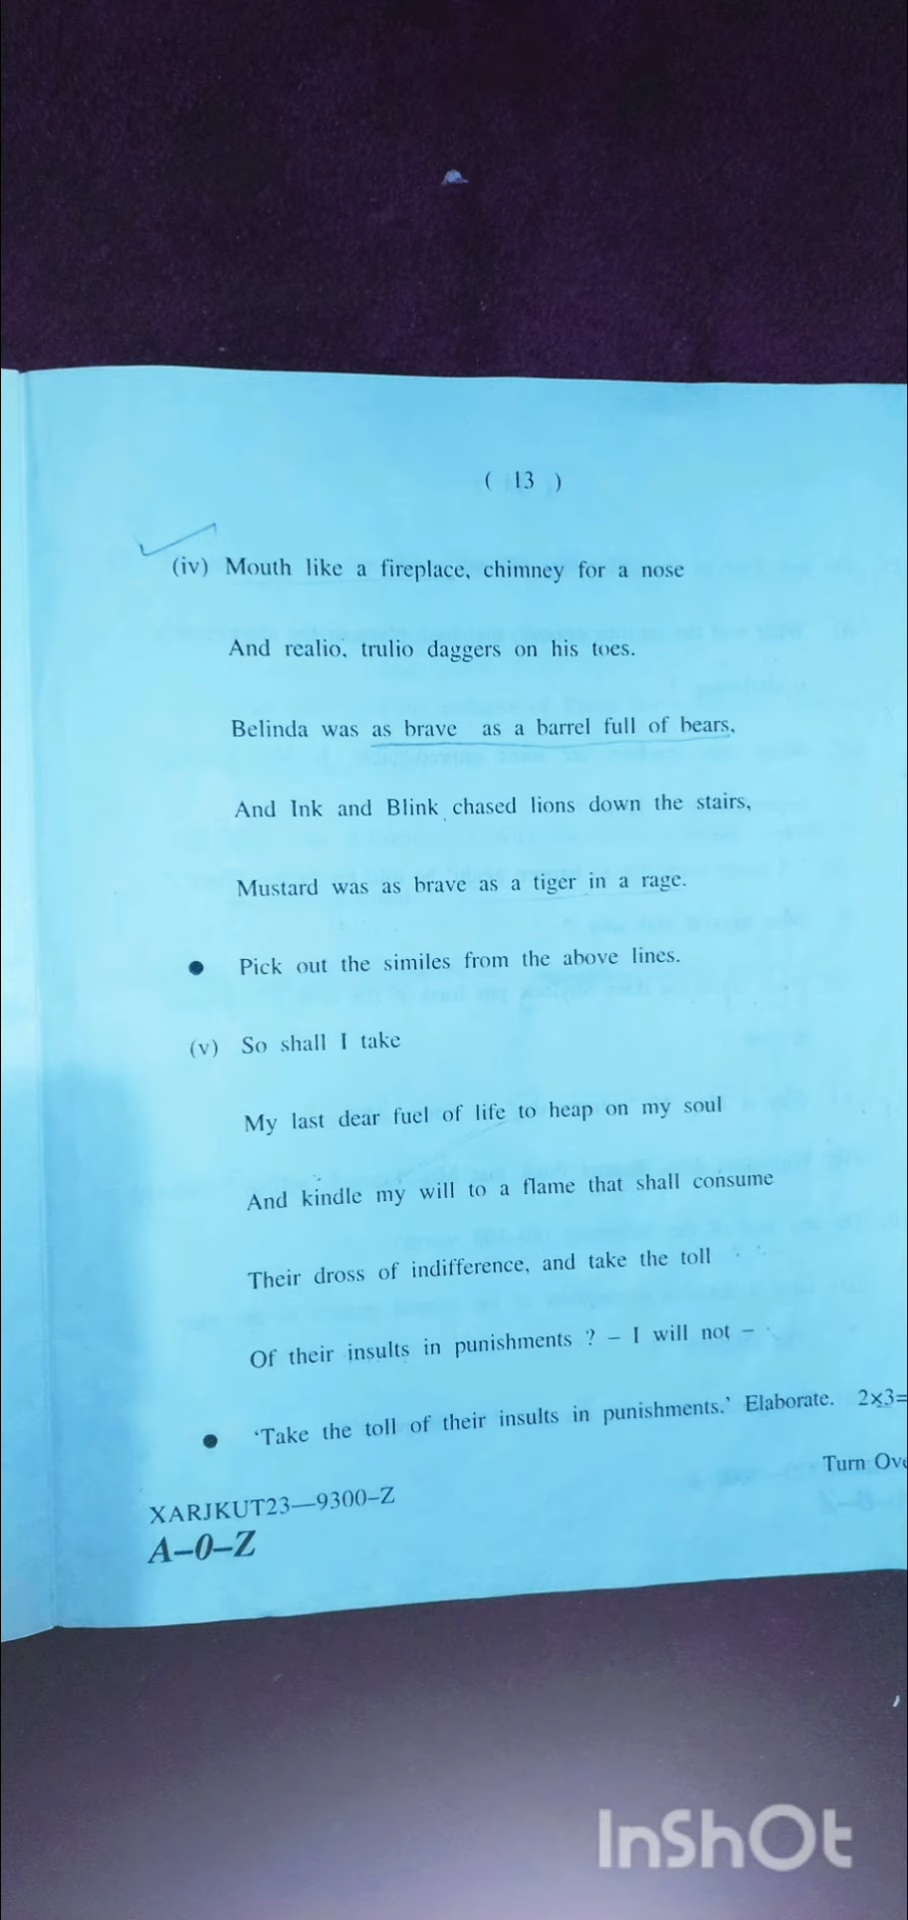 ( 13 )
(iv) Mouth like a fireplace, chimney for a nose
And realio, trulio daggers on his toes.
Belinda was as brave as a barrel full of bears,
And Ink and Blink chased lions down the stairs,
Mustard was as brave as a tiger in a rage.
● Pick out the similes from the above lines.
(v) So shall I take
My last dear fuel of life to heap on my soul
And kindle my will to a flame that shall consume
Their dross of indifference, and take the toll
Of their insults in punishments ? – I will not –
● ‘Take the toll of their insults in punishments.’ Elaborate. 2×3=
Turn Ove
XARJKUT23—9300–Z
A–0–Z
InShOt